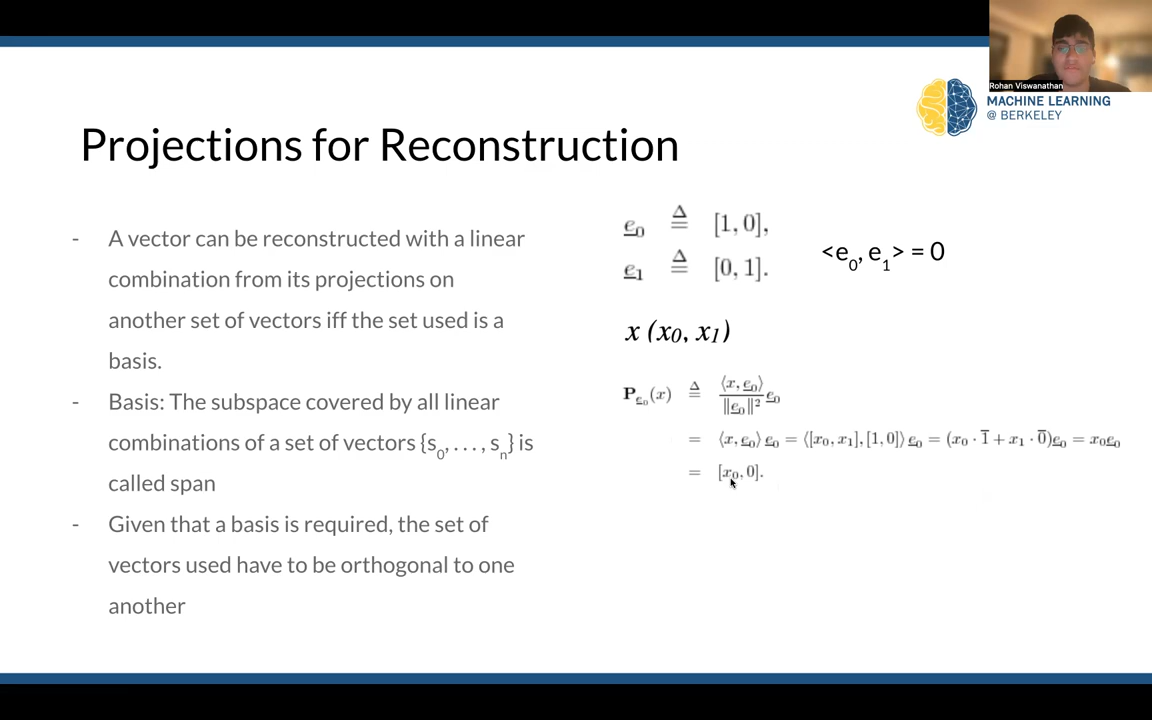 Rohan Viswanathan
MACHINE LEARNING
@ BERKELEY
Projections for Reconstruction
- A vector can be reconstructed with a linear
combination from its projections on
another set of vectors iff the set used is a
basis.
- Basis: The subspace covered by all linear
combinations of a set of vectors {s₀, . . . , sₙ} is
called span
- Given that a basis is required, the set of
vectors used have to be orthogonal to one
another
e₀ ≜ [1, 0],
e₁ ≜ [0, 1].
<e₀, e₁> = 0
x (x₀, x₁)
P_e₀(x) ≜ ⟨x, e₀⟩ / ‖e₀‖² e₀
= ⟨x, e₀⟩ e₀ = ⟨[x₀, x₁], [1, 0]⟩ e₀ = (x₀ · 1̅ + x₁ · 0̅)e₀ = x₀e₀
= [x₀, 0].